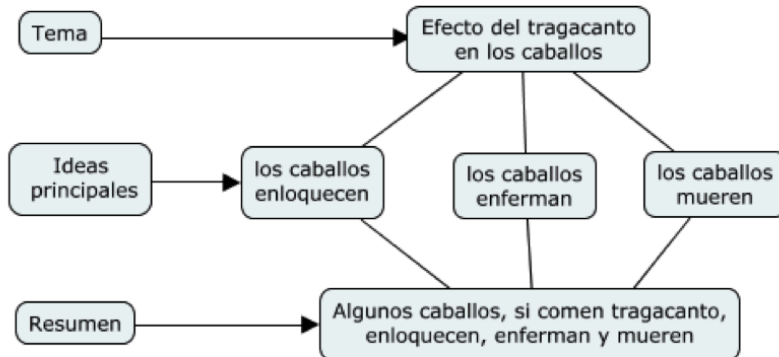 Tema
Efecto del tragacanto
en los caballos
Ideas
principales
los caballos
enloquecen
los caballos
enferman
los caballos
mueren
Resumen
Algunos caballos, si comen tragacanto,
enloquecen, enferman y mueren